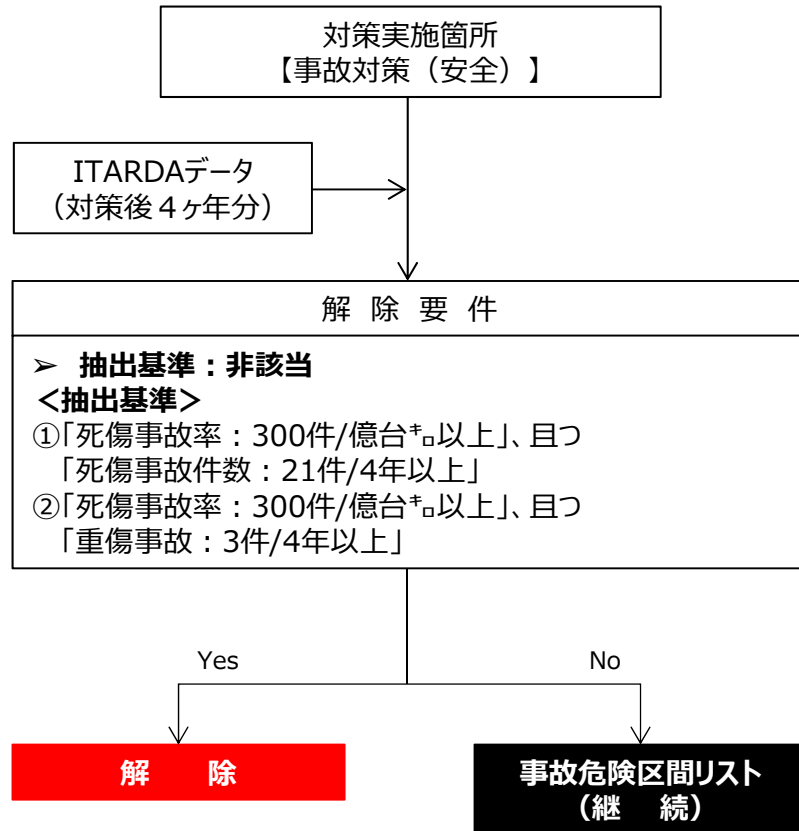 対策実施箇所
【事故対策（安全）】
ITARDAデータ
（対策後４ヶ年分）
解 除 要 件
➢ 抽出基準：非該当
＜抽出基準＞
①「死傷事故率：300件/億台㌔以上」、且つ
「死傷事故件数：21件/4年以上」
②「死傷事故率：300件/億台㌔以上」、且つ
「重傷事故：3件/4年以上」
Yes
No
解 除
事故危険区間リスト
（継 続）